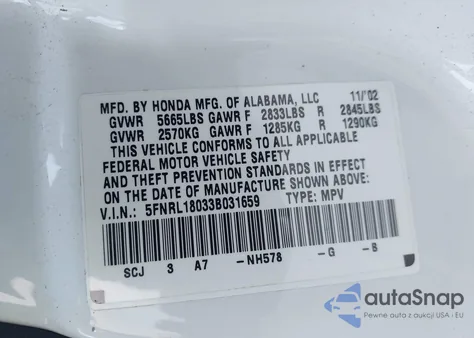 MFD. BY HONDA MFG. OF ALABAMA, LLC 11/'02
GVWR 5665LBS GAWR F 2833LBS R 2845LBS
GVWR 2570KG GAWR F 1285KG R 1290KG
THIS VEHICLE CONFORMS TO ALL APPLICABLE
FEDERAL MOTOR VEHICLE SAFETY
AND THEFT PREVENTION STANDARDS IN EFFECT
ON THE DATE OF MANUFACTURE SHOWN ABOVE:
V.I.N.: 5FNRL18033B031659 TYPE: MPV
SCJ 3 A7 -NH578 -G -B
autoSnap
Pewne auta z aukcji USA i EU